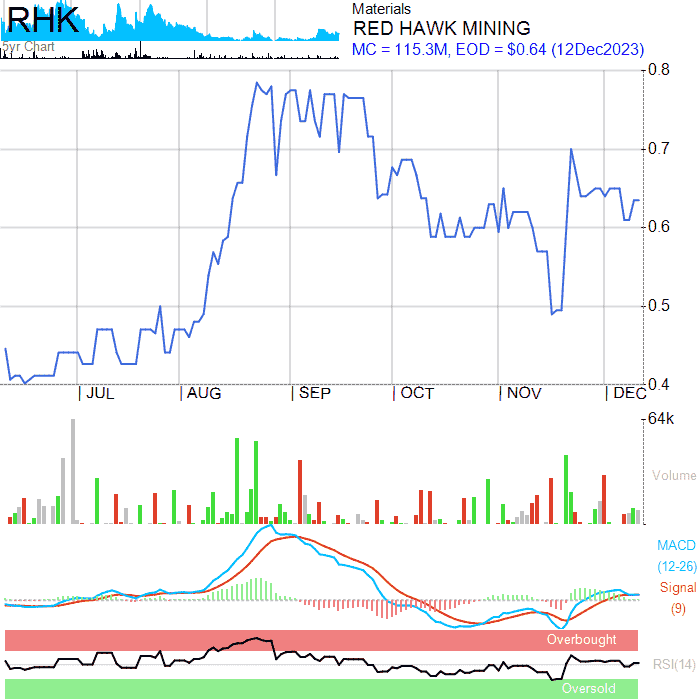 RHK
5yr Chart
Materials
RED HAWK MINING
MC = 115.3M, EOD = $0.64 (12Dec2023)
0.8
0.7
0.6
0.5
0.4
JUL AUG SEP OCT NOV DEC
64k
Volume
MACD
(12-26)
Signal
(9)
Overbought
RSI(14)
Oversold